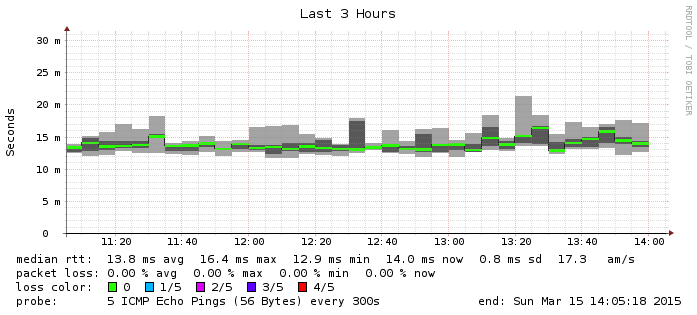 Last 3 Hours
RRDTOOL / TOBI OETIKER
Seconds
30 m
25 m
20 m
15 m
10 m
5 m
0
11:20 11:40 12:00 12:20 12:40 13:00 13:20 13:40 14:00
median rtt: 13.8 ms avg 16.4 ms max 12.9 ms min 14.0 ms now 0.8 ms sd 17.3 am/s
packet loss: 0.00 % avg 0.00 % max 0.00 % min 0.00 % now
loss color: 0 1/5 2/5 3/5 4/5
probe: 5 ICMP Echo Pings (56 Bytes) every 300s end: Sun Mar 15 14:05:18 2015